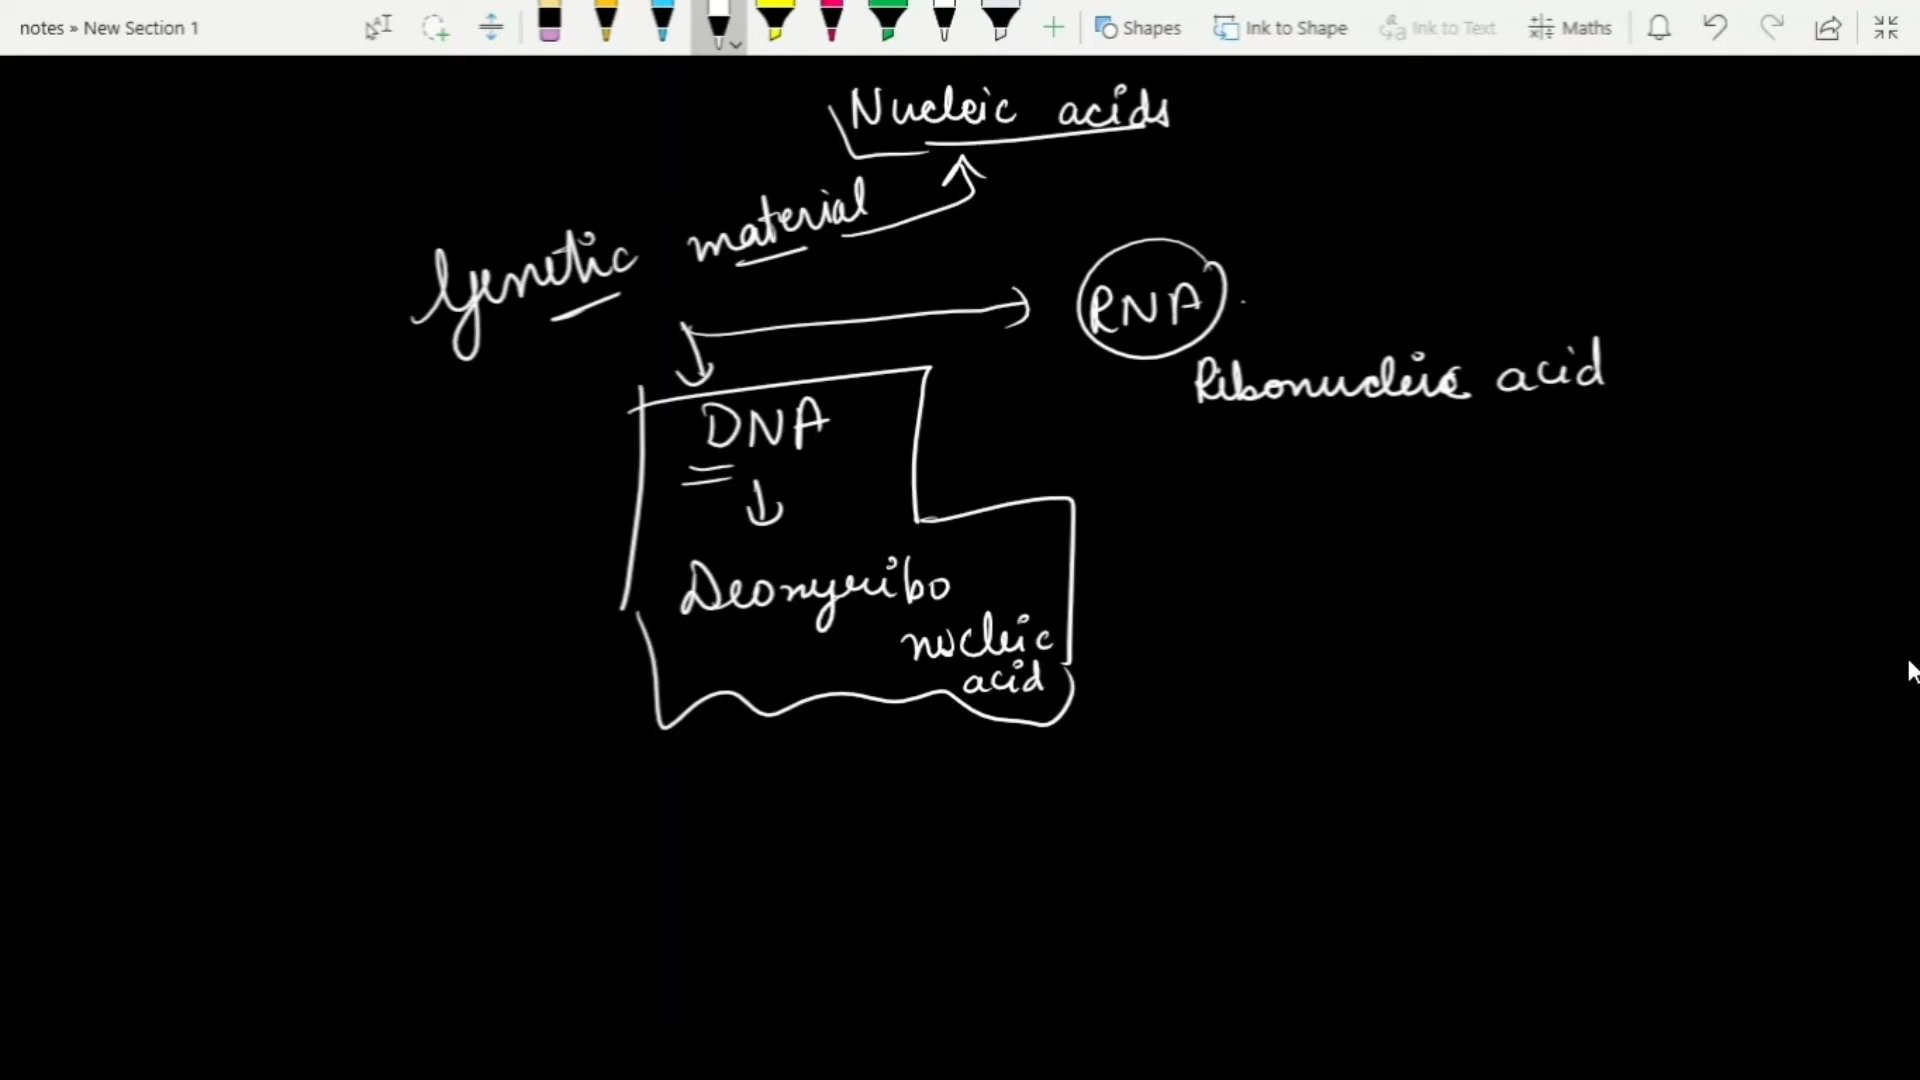 notes » New Section 1
Shapes
Ink to Shape
Ink to Text
Maths
Nucleic acids
Genetic material
RNA
Ribonucleic acid
DNA
Deoxyribo
nucleic
acid